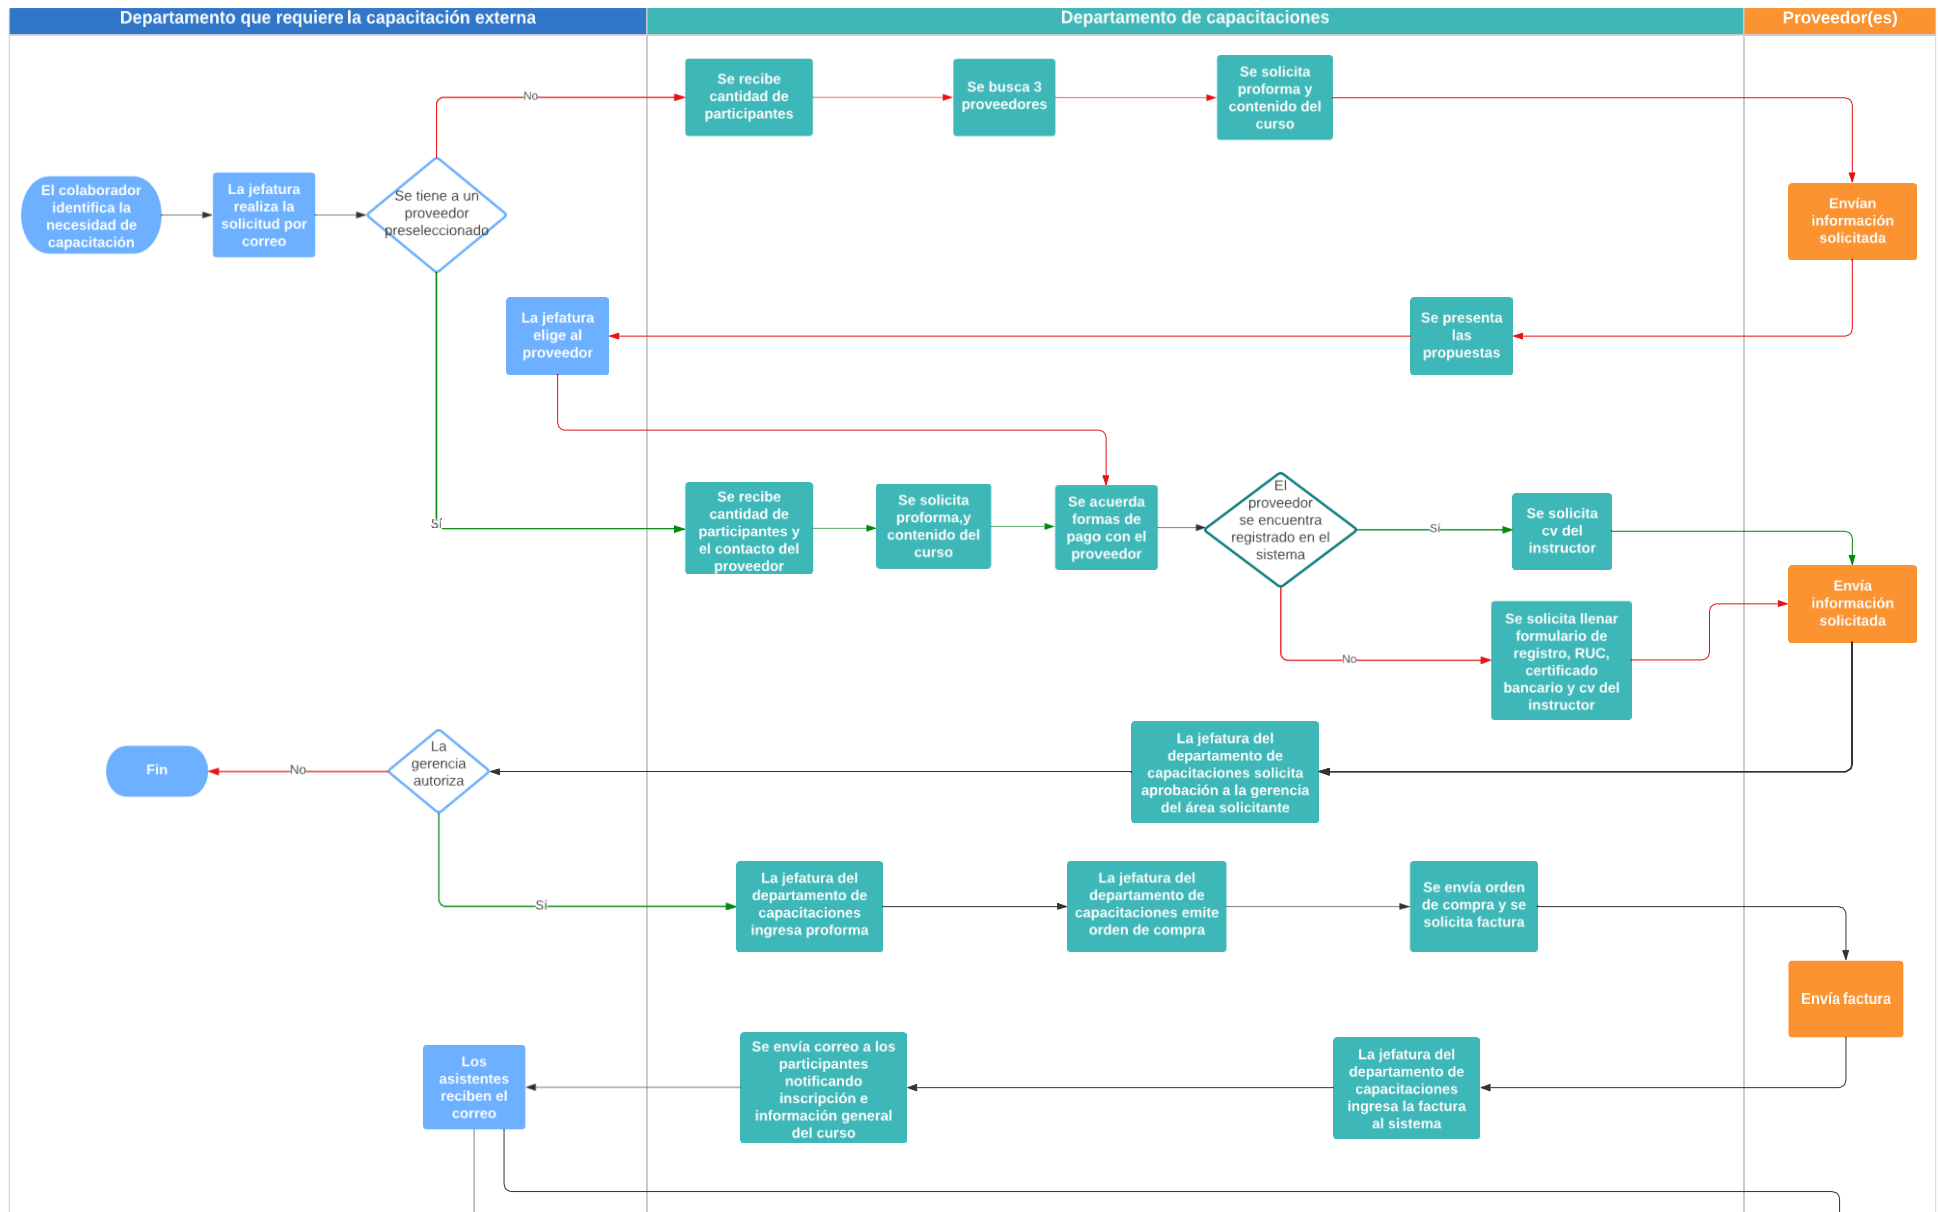 Departamento que requiere la capacitación externa
Departamento de capacitaciones
Proveedor(es)
No
Se recibe
cantidad de
participantes
Se busca 3
proveedores
Se solicita
proforma y
contenido del
curso
El colaborador
identifica la
necesidad de
capacitación
La jefatura
realiza la
solicitud por
correo
Se tiene a un
proveedor
preseleccionado
Envían
información
solicitada
La jefatura
elige al
proveedor
Se presenta
las
propuestas
Sí
Se recibe
cantidad de
participantes y
el contacto del
proveedor
Se solicita
proforma,y
contenido del
curso
Se acuerda
formas de
pago con el
proveedor
El
proveedor
se encuentra
registrado en el
sistema
Sí
Se solicita
cv del
instructor
Envía
información
solicitada
No
Se solicita llenar
formulario de
registro, RUC,
certificado
bancario y cv del
instructor
Fin
No
La
gerencia
autoriza
La jefatura del
departamento de
capacitaciones solicita
aprobación a la gerencia
del área solicitante
Sí
La jefatura del
departamento de
capacitaciones
ingresa proforma
La jefatura del
departamento de
capacitaciones emite
orden de compra
Se envía orden
de compra y se
solicita factura
Envía factura
Los
asistentes
reciben el
correo
Se envía correo a los
participantes
notificando
inscripción e
información general
del curso
La jefatura del
departamento de
capacitaciones
ingresa la factura
al sistema